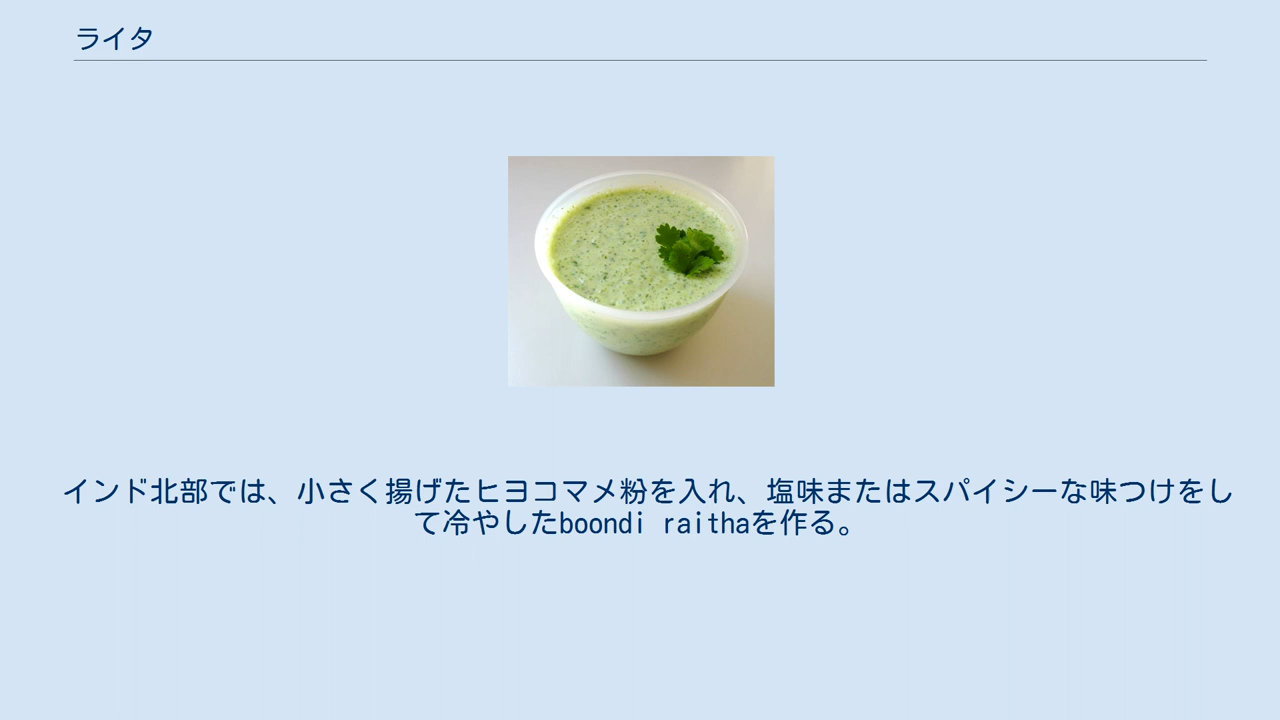 ライタ
インド北部では、小さく揚げたヒヨコマメ粉を入れ、塩味またはスパイシーな味つけをし
て冷やしたboondi raithaを作る。